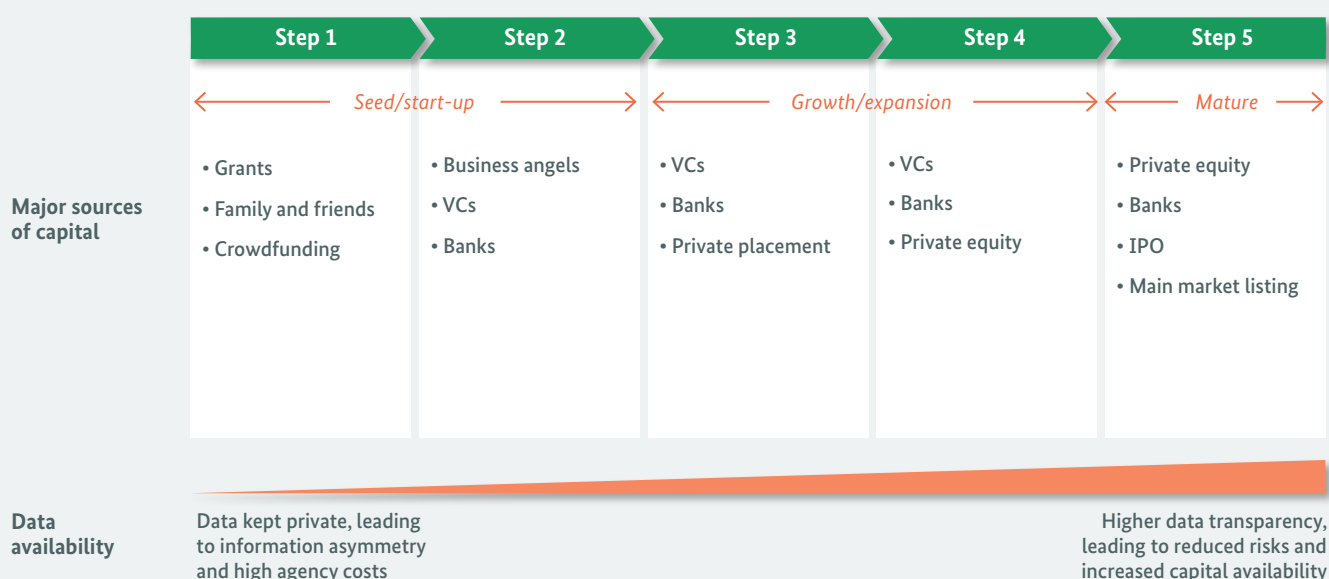 Step 1
Step 2
Step 3
Step 4
Step 5
Seed/start-up
Growth/expansion
Mature
Major sources
of capital
• Grants
• Family and friends
• Crowdfunding
• Business angels
• VCs
• Banks
• VCs
• Banks
• Private placement
• VCs
• Banks
• Private equity
• Private equity
• Banks
• IPO
• Main market listing
Data
availability
Data kept private, leading
to information asymmetry
and high agency costs
Higher data transparency,
leading to reduced risks and
increased capital availability